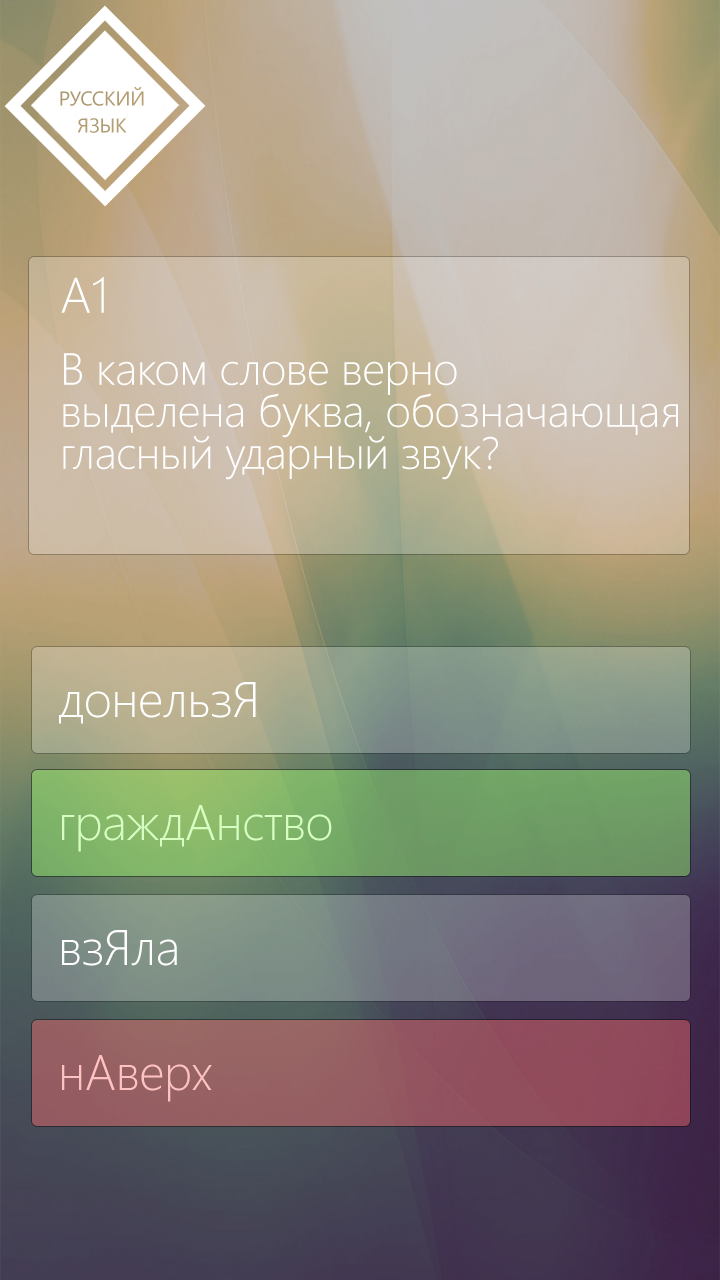 РУССКИЙ
ЯЗЫК
А1
В каком слове верно
выделена буква, обозначающая
гласный ударный звук?
донельзЯ
граждАнство
взЯла
нАверх